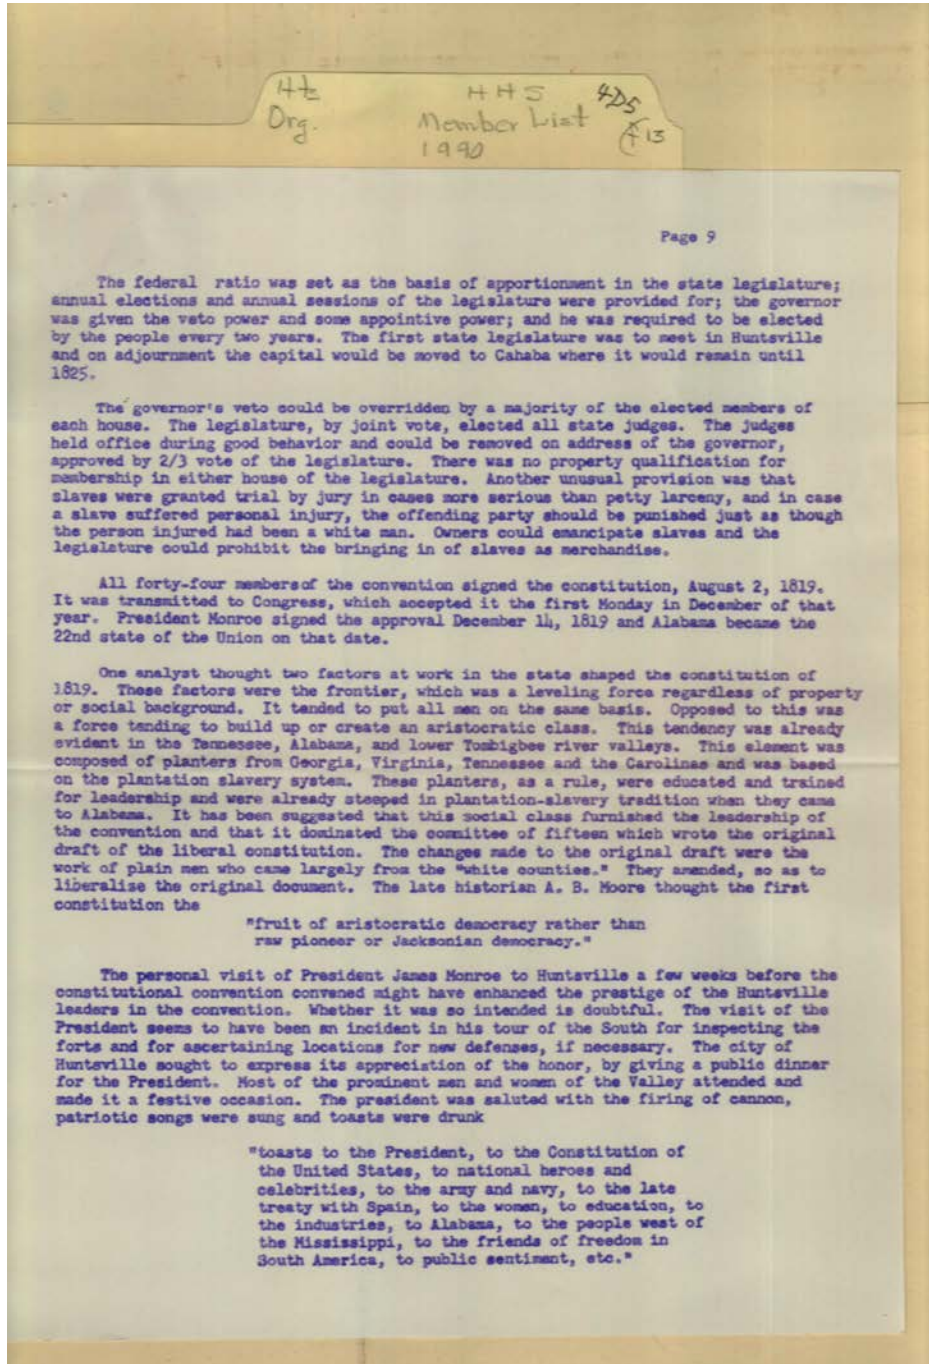 Hts
Org.
HHS
Member List
1990
4D5
13
Page 9
The federal ratio was set as the basis of apportionment in the state legislature;
annual elections and annual sessions of the legislature were provided for; the governor
was given the veto power and some appointive power; and he was required to be elected
by the people every two years. The first state legislature was to meet in Huntsville
and on adjournment the capital would be moved to Cahaba where it would remain until
1825.
The governor's veto could be overridden by a majority of the elected members of
each house. The legislature, by joint vote, elected all state judges. The judges
held office during good behavior and could be removed on address of the governor,
approved by 2/3 vote of the legislature. There was no property qualification for
membership in either house of the legislature. Another unusual provision was that
slaves were granted trial by jury in cases more serious than petty larceny, and in case
a slave suffered personal injury, the offending party should be punished just as though
the person injured had been a white man. Owners could emancipate slaves and the
legislature could prohibit the bringing in of slaves as merchandise.
All forty-four members of the convention signed the constitution, August 2, 1819.
It was transmitted to Congress, which accepted it the first Monday in December of that
year. President Monroe signed the approval December 14, 1819 and Alabama became the
22nd state of the Union on that date.
One analyst thought two factors at work in the state shaped the constitution of
1819. These factors were the frontier, which was a leveling force regardless of property
or social background. It tended to put all men on the same basis. Opposed to this was
a force tending to build up or create an aristocratic class. This tendency was already
evident in the Tennessee, Alabama, and lower Tombigbee river valleys. This element was
composed of planters from Georgia, Virginia, Tennessee and the Carolinas and was based
on the plantation slavery system. These planters, as a rule, were educated and trained
for leadership and were already steeped in plantation-slavery tradition when they came
to Alabama. It has been suggested that this social class furnished the leadership of
the convention and that it dominated the committee of fifteen which wrote the original
draft of the liberal constitution. The changes made to the original draft were the
work of plain men who came largely from the "white counties." They amended, so as to
liberalise the original document. The late historian A. B. Moore thought the first
constitution the
"fruit of aristocratic democracy rather than
raw pioneer or Jacksonian democracy."
The personal visit of President James Monroe to Huntsville a few weeks before the
constitutional convention convened might have enhanced the prestige of the Huntsville
leaders in the convention. Whether it was so intended is doubtful. The visit of the
President seems to have been an incident in his tour of the South for inspecting the
forts and for ascertaining locations for new defenses, if necessary. The city of
Huntsville sought to express its appreciation of the honor, by giving a public dinner
for the President. Most of the prominent men and women of the Valley attended and
made it a festive occasion. The president was saluted with the firing of cannon,
patriotic songs were sung and toasts were drunk
"toasts to the President, to the Constitution of
the United States, to national heroes and
celebrities, to the army and navy, to the late
treaty with Spain, to the women, to education, to
the industries, to Alabama, to the people west of
the Mississippi, to the friends of freedom in
South America, to public sentiment, etc."